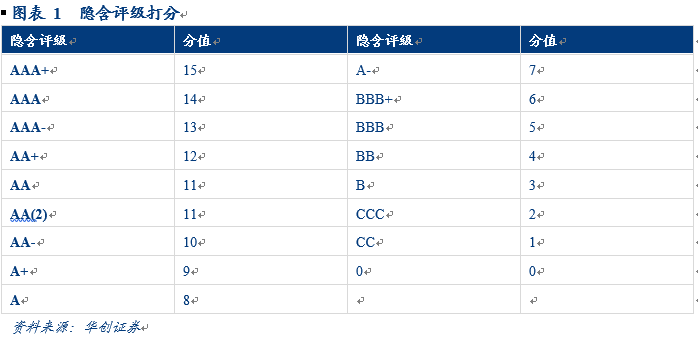 图表 1 隐含评级打分
隐含评级 分值 隐含评级 分值
AAA+ 15 A- 7
AAA 14 BBB+ 6
AAA- 13 BBB 5
AA+ 12 BB 4
AA 11 B 3
AA(2) 11 CCC 2
AA- 10 CC 1
A+ 9 0 0
A 8
资料来源：华创证券